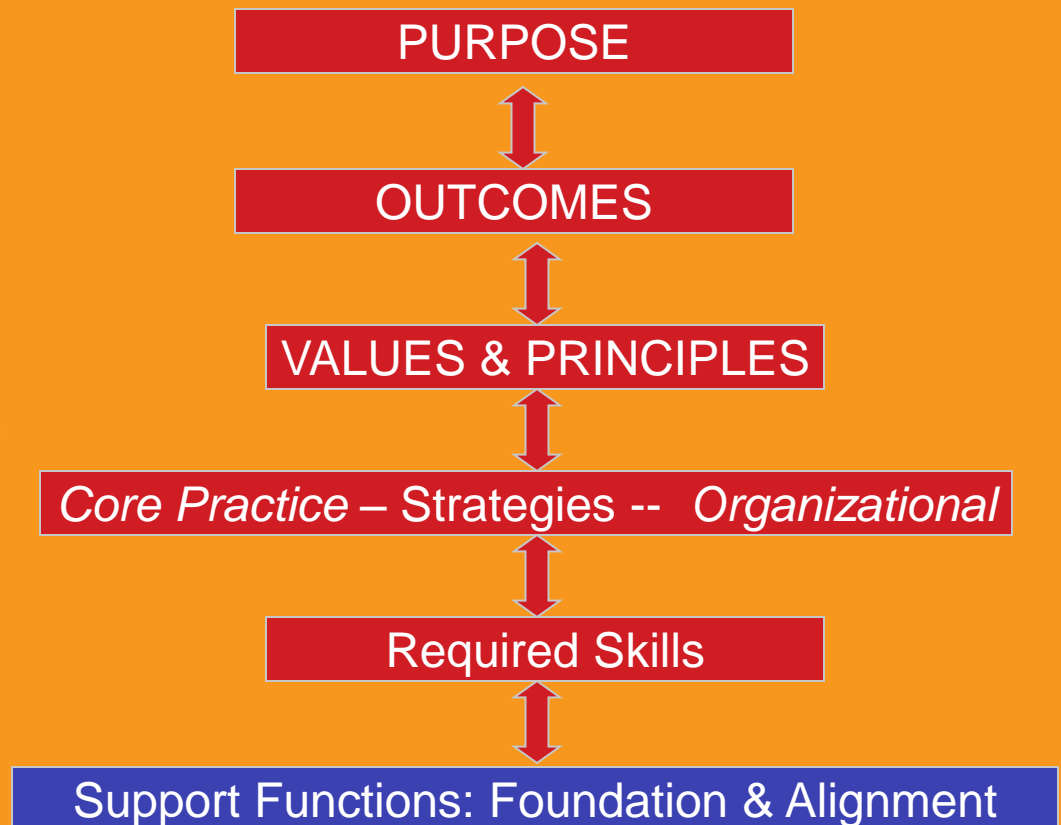 PURPOSE
OUTCOMES
VALUES & PRINCIPLES
Core Practice – Strategies -- Organizational
Required Skills
Support Functions: Foundation & Alignment